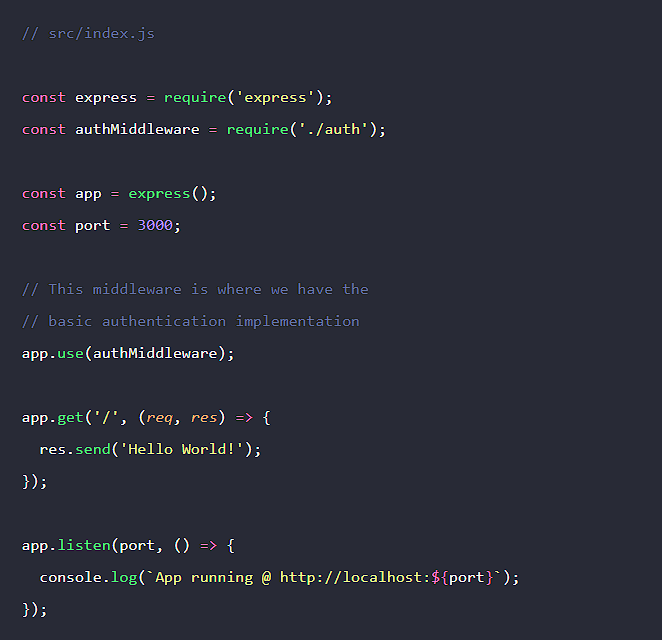 // src/index.js
const express = require('express');
const authMiddleware = require('./auth');
const app = express();
const port = 3000;
// This middleware is where we have the
// basic authentication implementation
app.use(authMiddleware);
app.get('/', (req, res) => {
  res.send('Hello World!');
});
app.listen(port, () => {
  console.log(`App running @ http://localhost:${port}`);
});